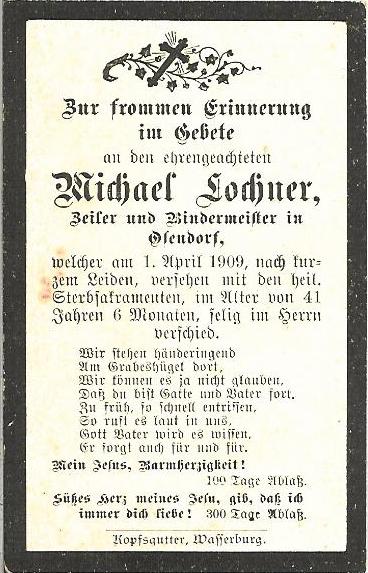 Zur frommen Erinnerung
im Gebete
an den ehrengeachteten
Michael Lochner,
Zeiler und Bindermeister in
Osendorf,
welcher am 1. April 1909, nach kur=
zem Leiden, versehen mit den heil.
Sterbsakramenten, im Alter von 41
Jahren 6 Monaten, selig im Herrn
verschied.
Wir stehen händeringend
Am Grabeshügel dort,
Wir können es ja nicht glauben,
Daß du bist Gatte und Vater fort.
Zu früh, so schnell entrissen,
So ruft es laut in uns,
Gott Vater wird es wissen,
Er sorgt auch für und für.
Mein Jesus, Barmherzigkeit!
100 Tage Ablaß.
Süßes Herz meines Jesu, gib, daß ich
immer dich liebe! 300 Tage Ablaß.
Kopfsgutter, Wasserburg.